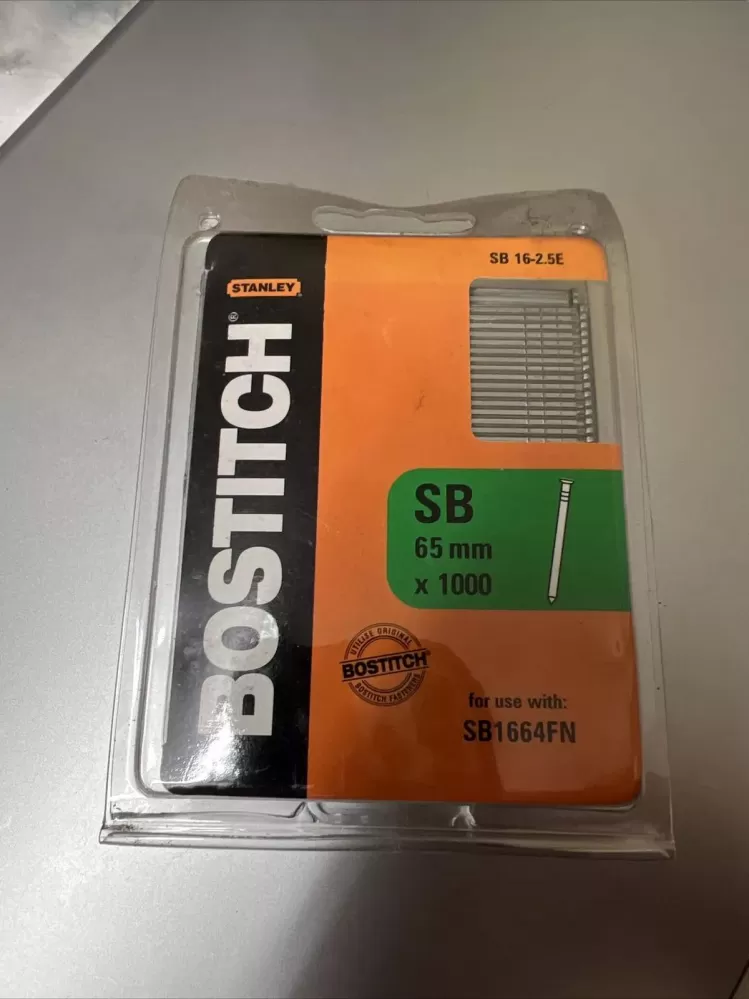 SB 16-2.5E
STANLEY
BOSTITCH®
SB
65 mm
x 1000
UTILISE ORIGINAL
BOSTITCH®
BOSTITCH FASTENERS
for use with:
SB1664FN